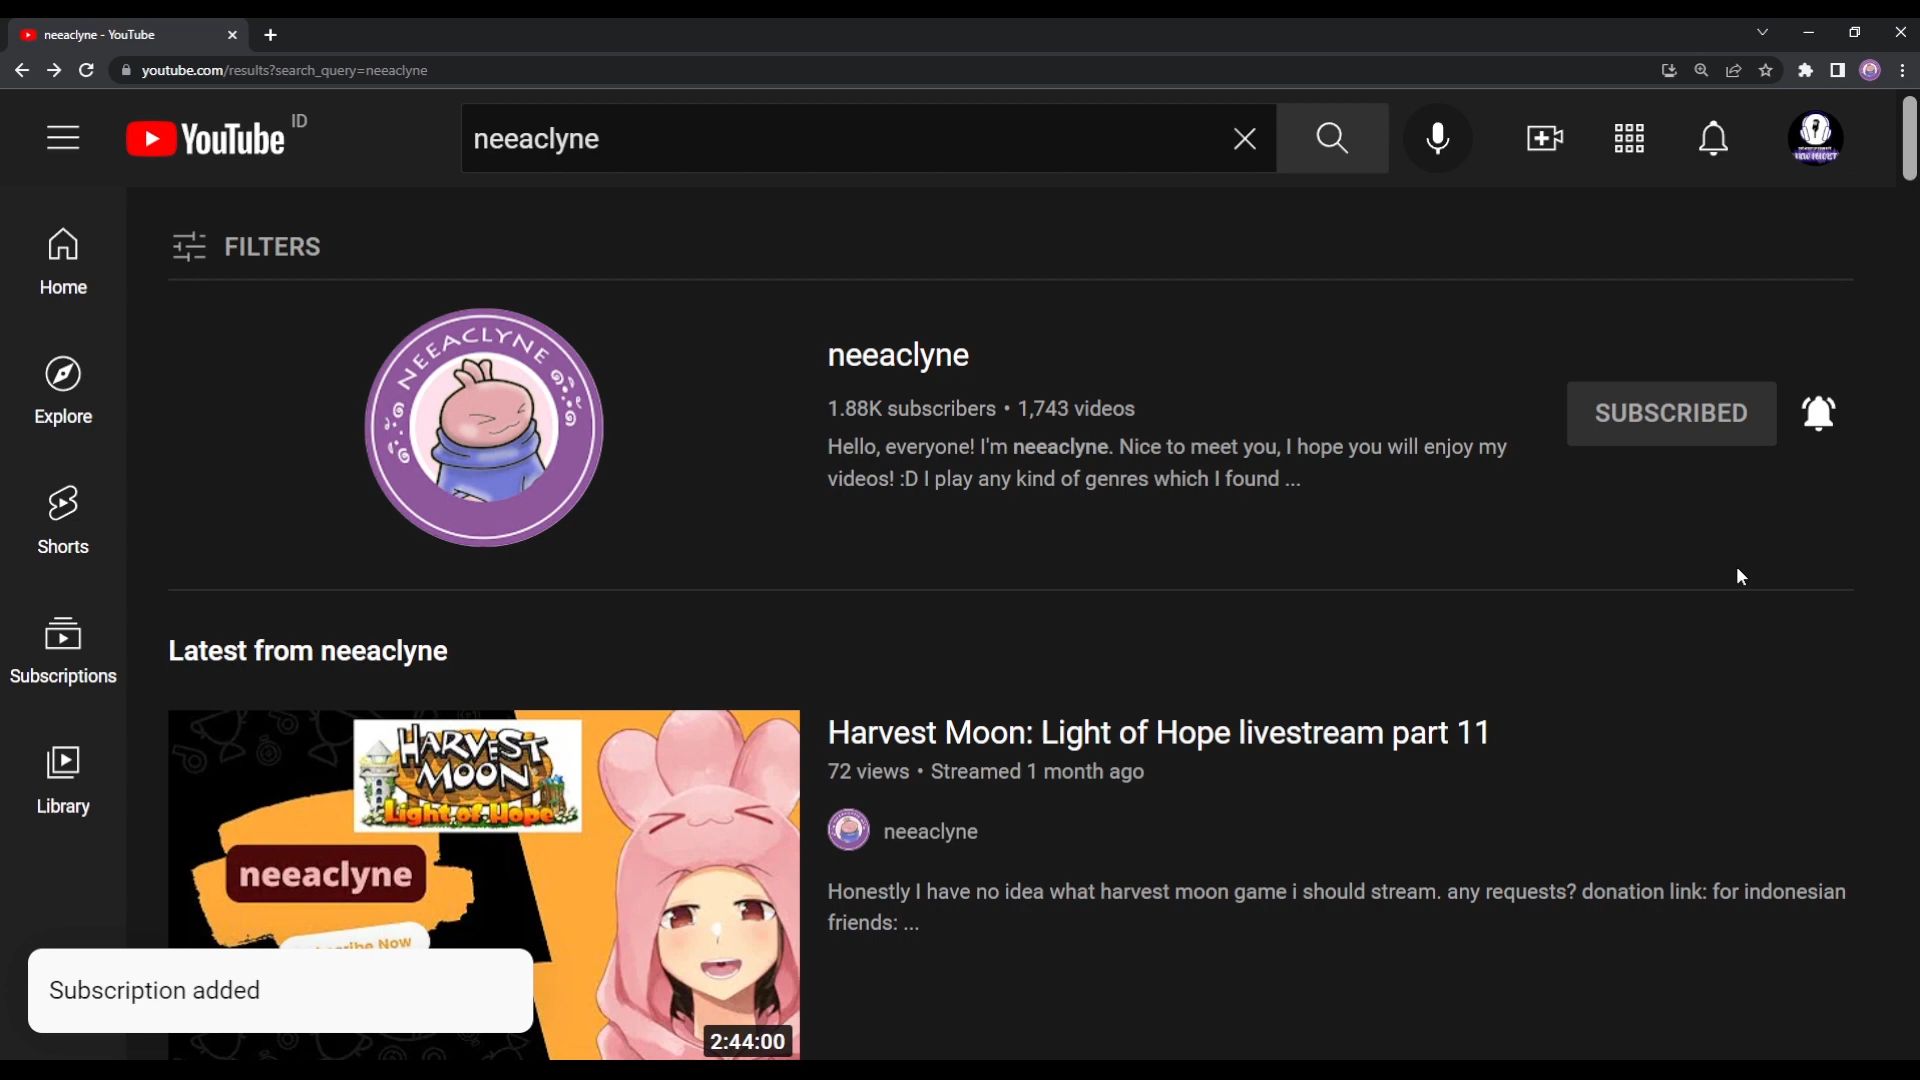 neeaclyne - YouTube
youtube.com/results?search_query=neeaclyne
YouTube ID
neeaclyne
FILTERS
Home
Explore
Shorts
Subscriptions
Library
NEEACLYNE
neeaclyne
1.88K subscribers • 1,743 videos
Hello, everyone! I'm neeaclyne. Nice to meet you, I hope you will enjoy my
videos! :D I play any kind of genres which I found ...
SUBSCRIBED
Latest from neeaclyne
HARVEST
MOON
Light of Hope
neeaclyne
Now
2:44:00
Harvest Moon: Light of Hope livestream part 11
72 views • Streamed 1 month ago
neeaclyne
Honestly I have no idea what harvest moon game i should stream. any requests? donation link: for indonesian
friends: ...
Subscription added